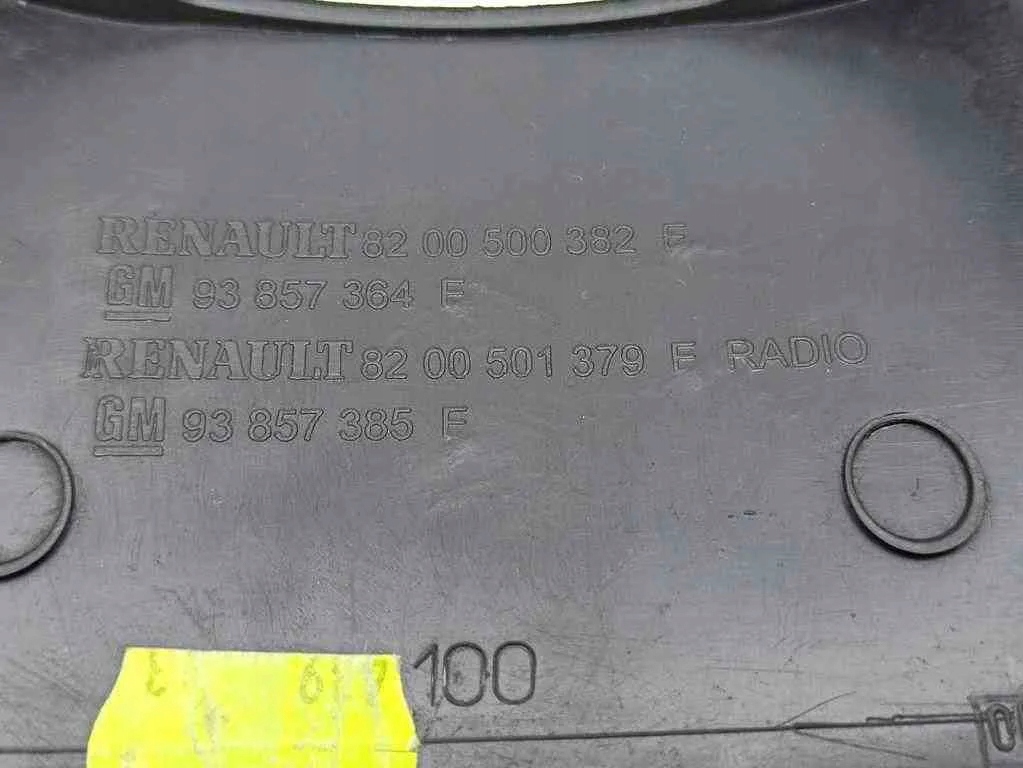 RENAULT 82 00 500 382 F
GM 93 857 364 F
RENAULT 82 00 501 379 F RADIO
GM 93 857 385 F
100